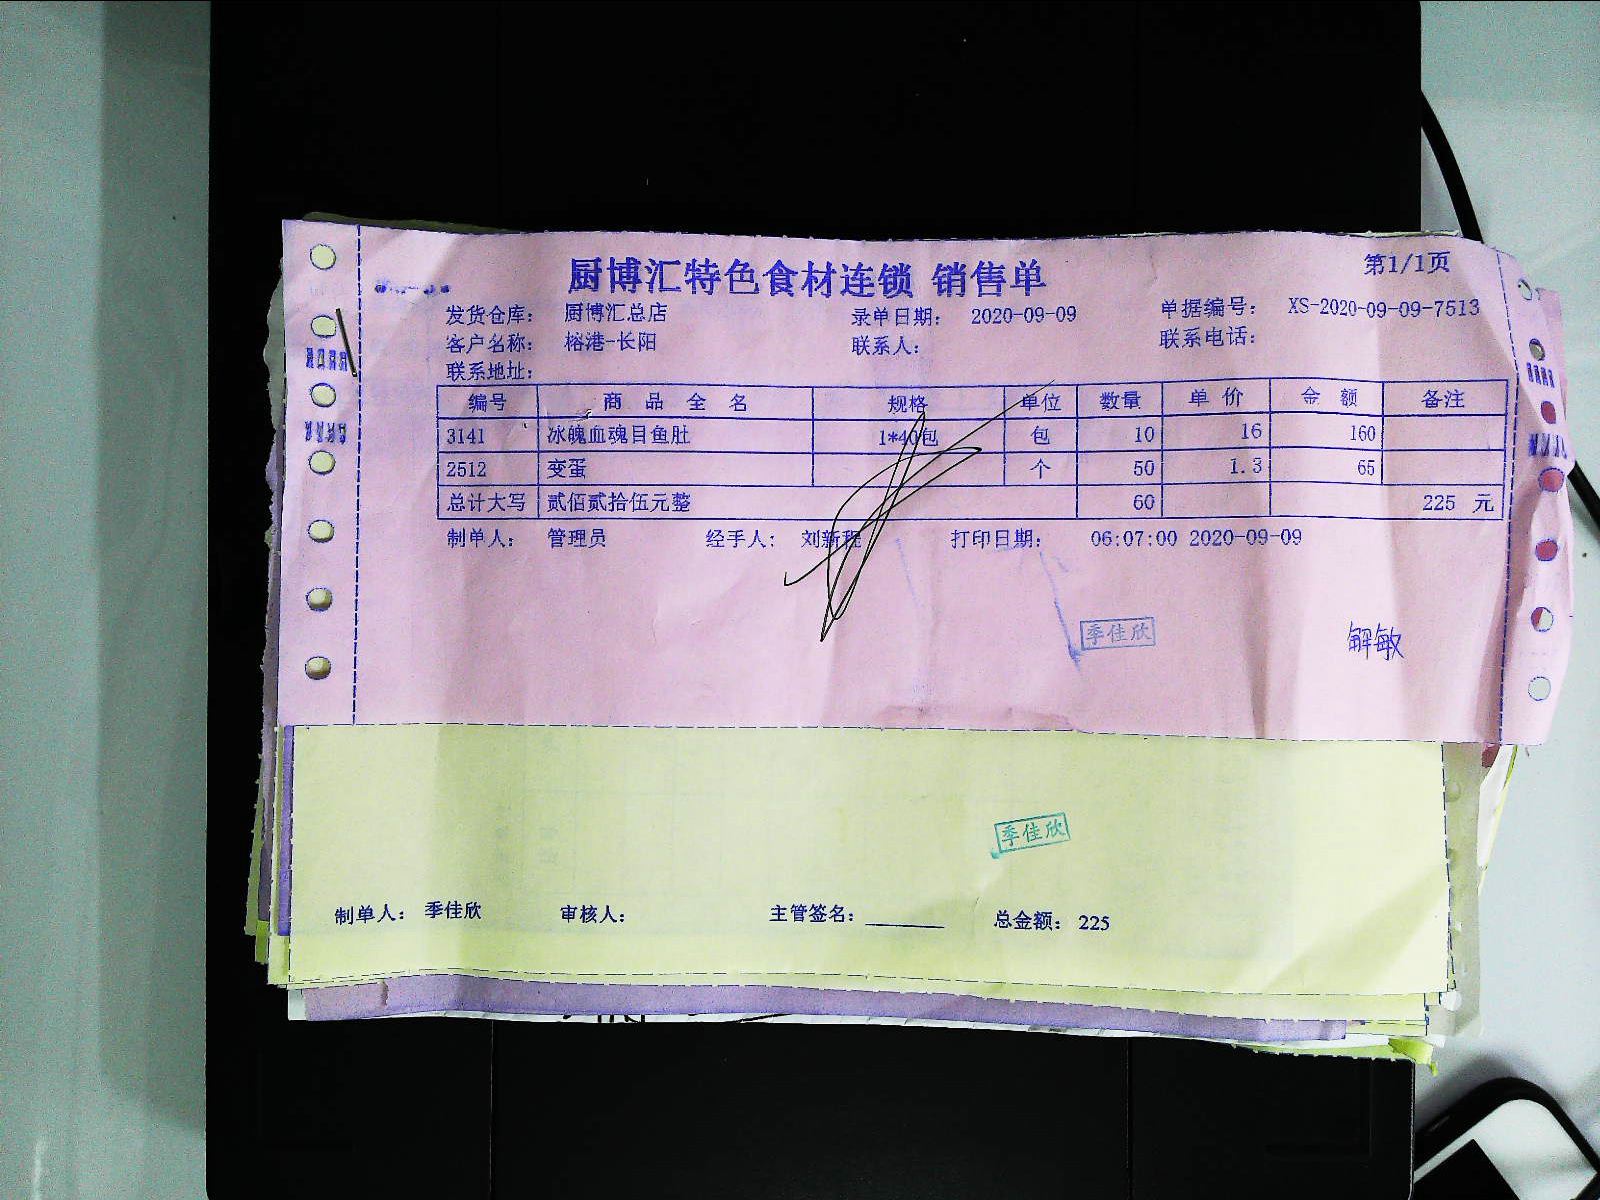 厨博汇特色食材连锁 销售单
第1/1页
发货仓库: 厨博汇总店 录单日期: 2020-09-09 单据编号: XS-2020-09-09-7513
客户名称: 榕港-长阳 联系人: 联系电话:
联系地址:
编号 商 品 全 名 规格 单位 数量 单 价 金 额 备注
3141 冰魄血魂目鱼肚 1*40包 包 10 16 160
2512 变蛋 个 50 1.3 65
总计大写 贰佰贰拾伍元整 60 225 元
制单人: 管理员 经手人: 刘新程 打印日期: 06:07:00 2020-09-09
季佳欣
解敏
季佳欣
制单人: 季佳欣 审核人: 主管签名: 总金额: 225